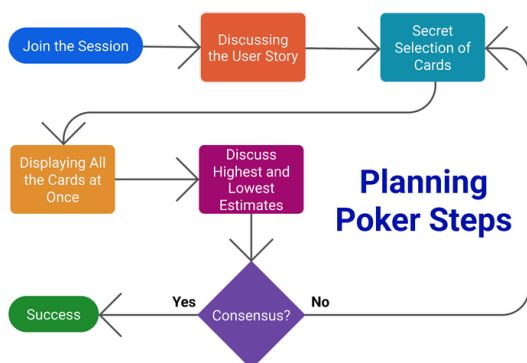 Join the Session
Discussing
the User Story
Secret
Selection of
Cards
Displaying All
the Cards at
Once
Discuss
Highest and
Lowest
Estimates
Planning
Poker Steps
Success
Yes
Consensus?
No